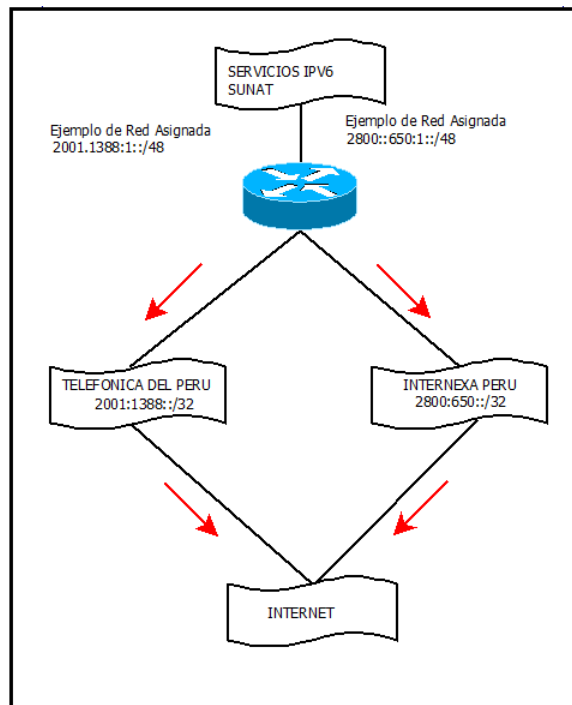 SERVICIOS IPV6
SUNAT
Ejemplo de Red Asignada
2001.1388:1::/48
Ejemplo de Red Asignada
2800::650:1::/48
TELEFONICA DEL PERU
2001:1388::/32
INTERNEXA PERU
2800:650::/32
INTERNET